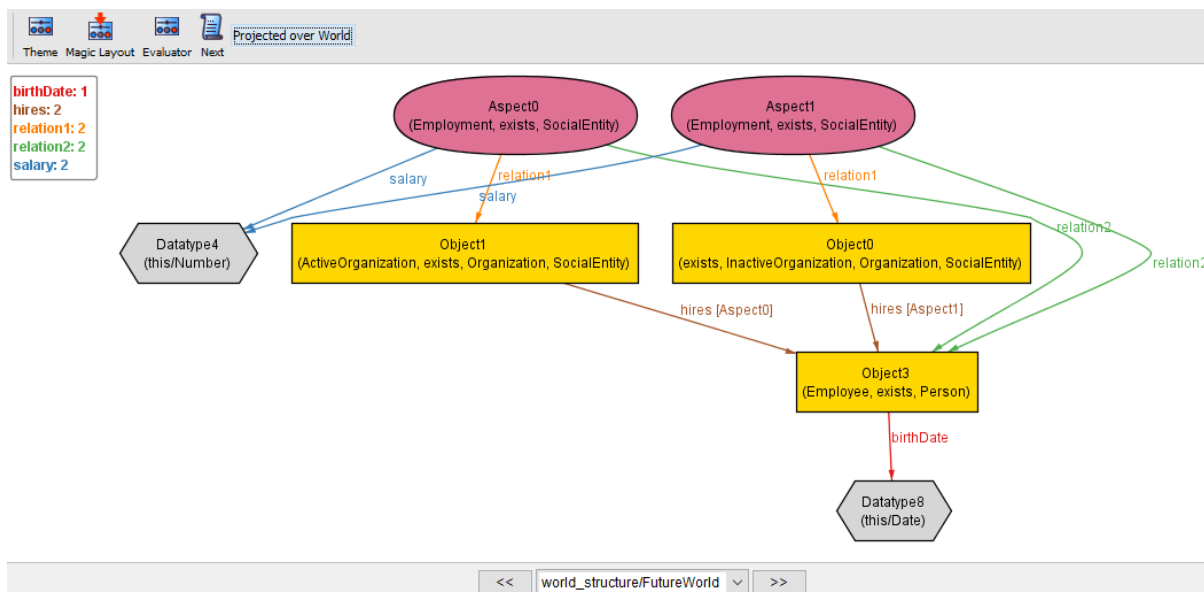 Projected over World
Theme Magic Layout Evaluator Next
birthDate: 1
hires: 2
relation1: 2
relation2: 2
salary: 2
Aspect0
(Employment, exists, SocialEntity)
Aspect1
(Employment, exists, SocialEntity)
salary
relation1
salary
relation1
relation2
relation2
Datatype4
(this/Number)
Object1
(ActiveOrganization, exists, Organization, SocialEntity)
Object0
(exists, InactiveOrganization, Organization, SocialEntity)
hires [Aspect0]
hires [Aspect1]
Object3
(Employee, exists, Person)
birthDate
Datatype8
(this/Date)
<< world_structure/FutureWorld >>